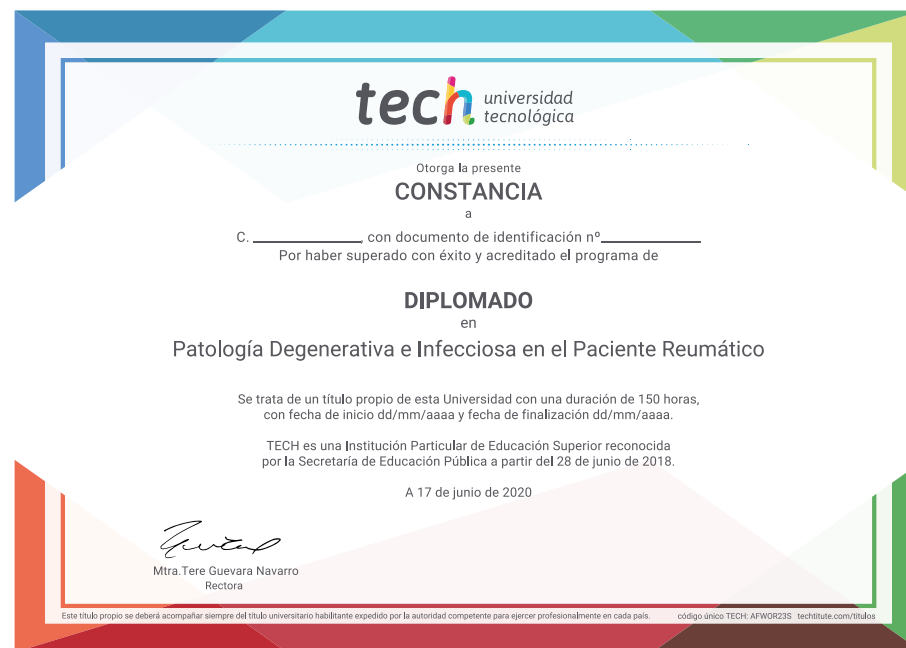 tech universidad
tecnológica
Otorga la presente
CONSTANCIA
a
C. ____________, con documento de identificación nº____________
Por haber superado con éxito y acreditado el programa de
DIPLOMADO
en
Patología Degenerativa e Infecciosa en el Paciente Reumático
Se trata de un título propio de esta Universidad con una duración de 150 horas,
con fecha de inicio dd/mm/aaaa y fecha de finalización dd/mm/aaaa.
TECH es una Institución Particular de Educación Superior reconocida
por la Secretaría de Educación Pública a partir del 28 de junio de 2018.
A 17 de junio de 2020
Mtra.Tere Guevara Navarro
Rectora
Este título propio se deberá acompañar siempre del título universitario habilitante expedido por la autoridad competente para ejercer profesionalmente en cada país. código único TECH: AFWOR23S techtitute.com/titulos